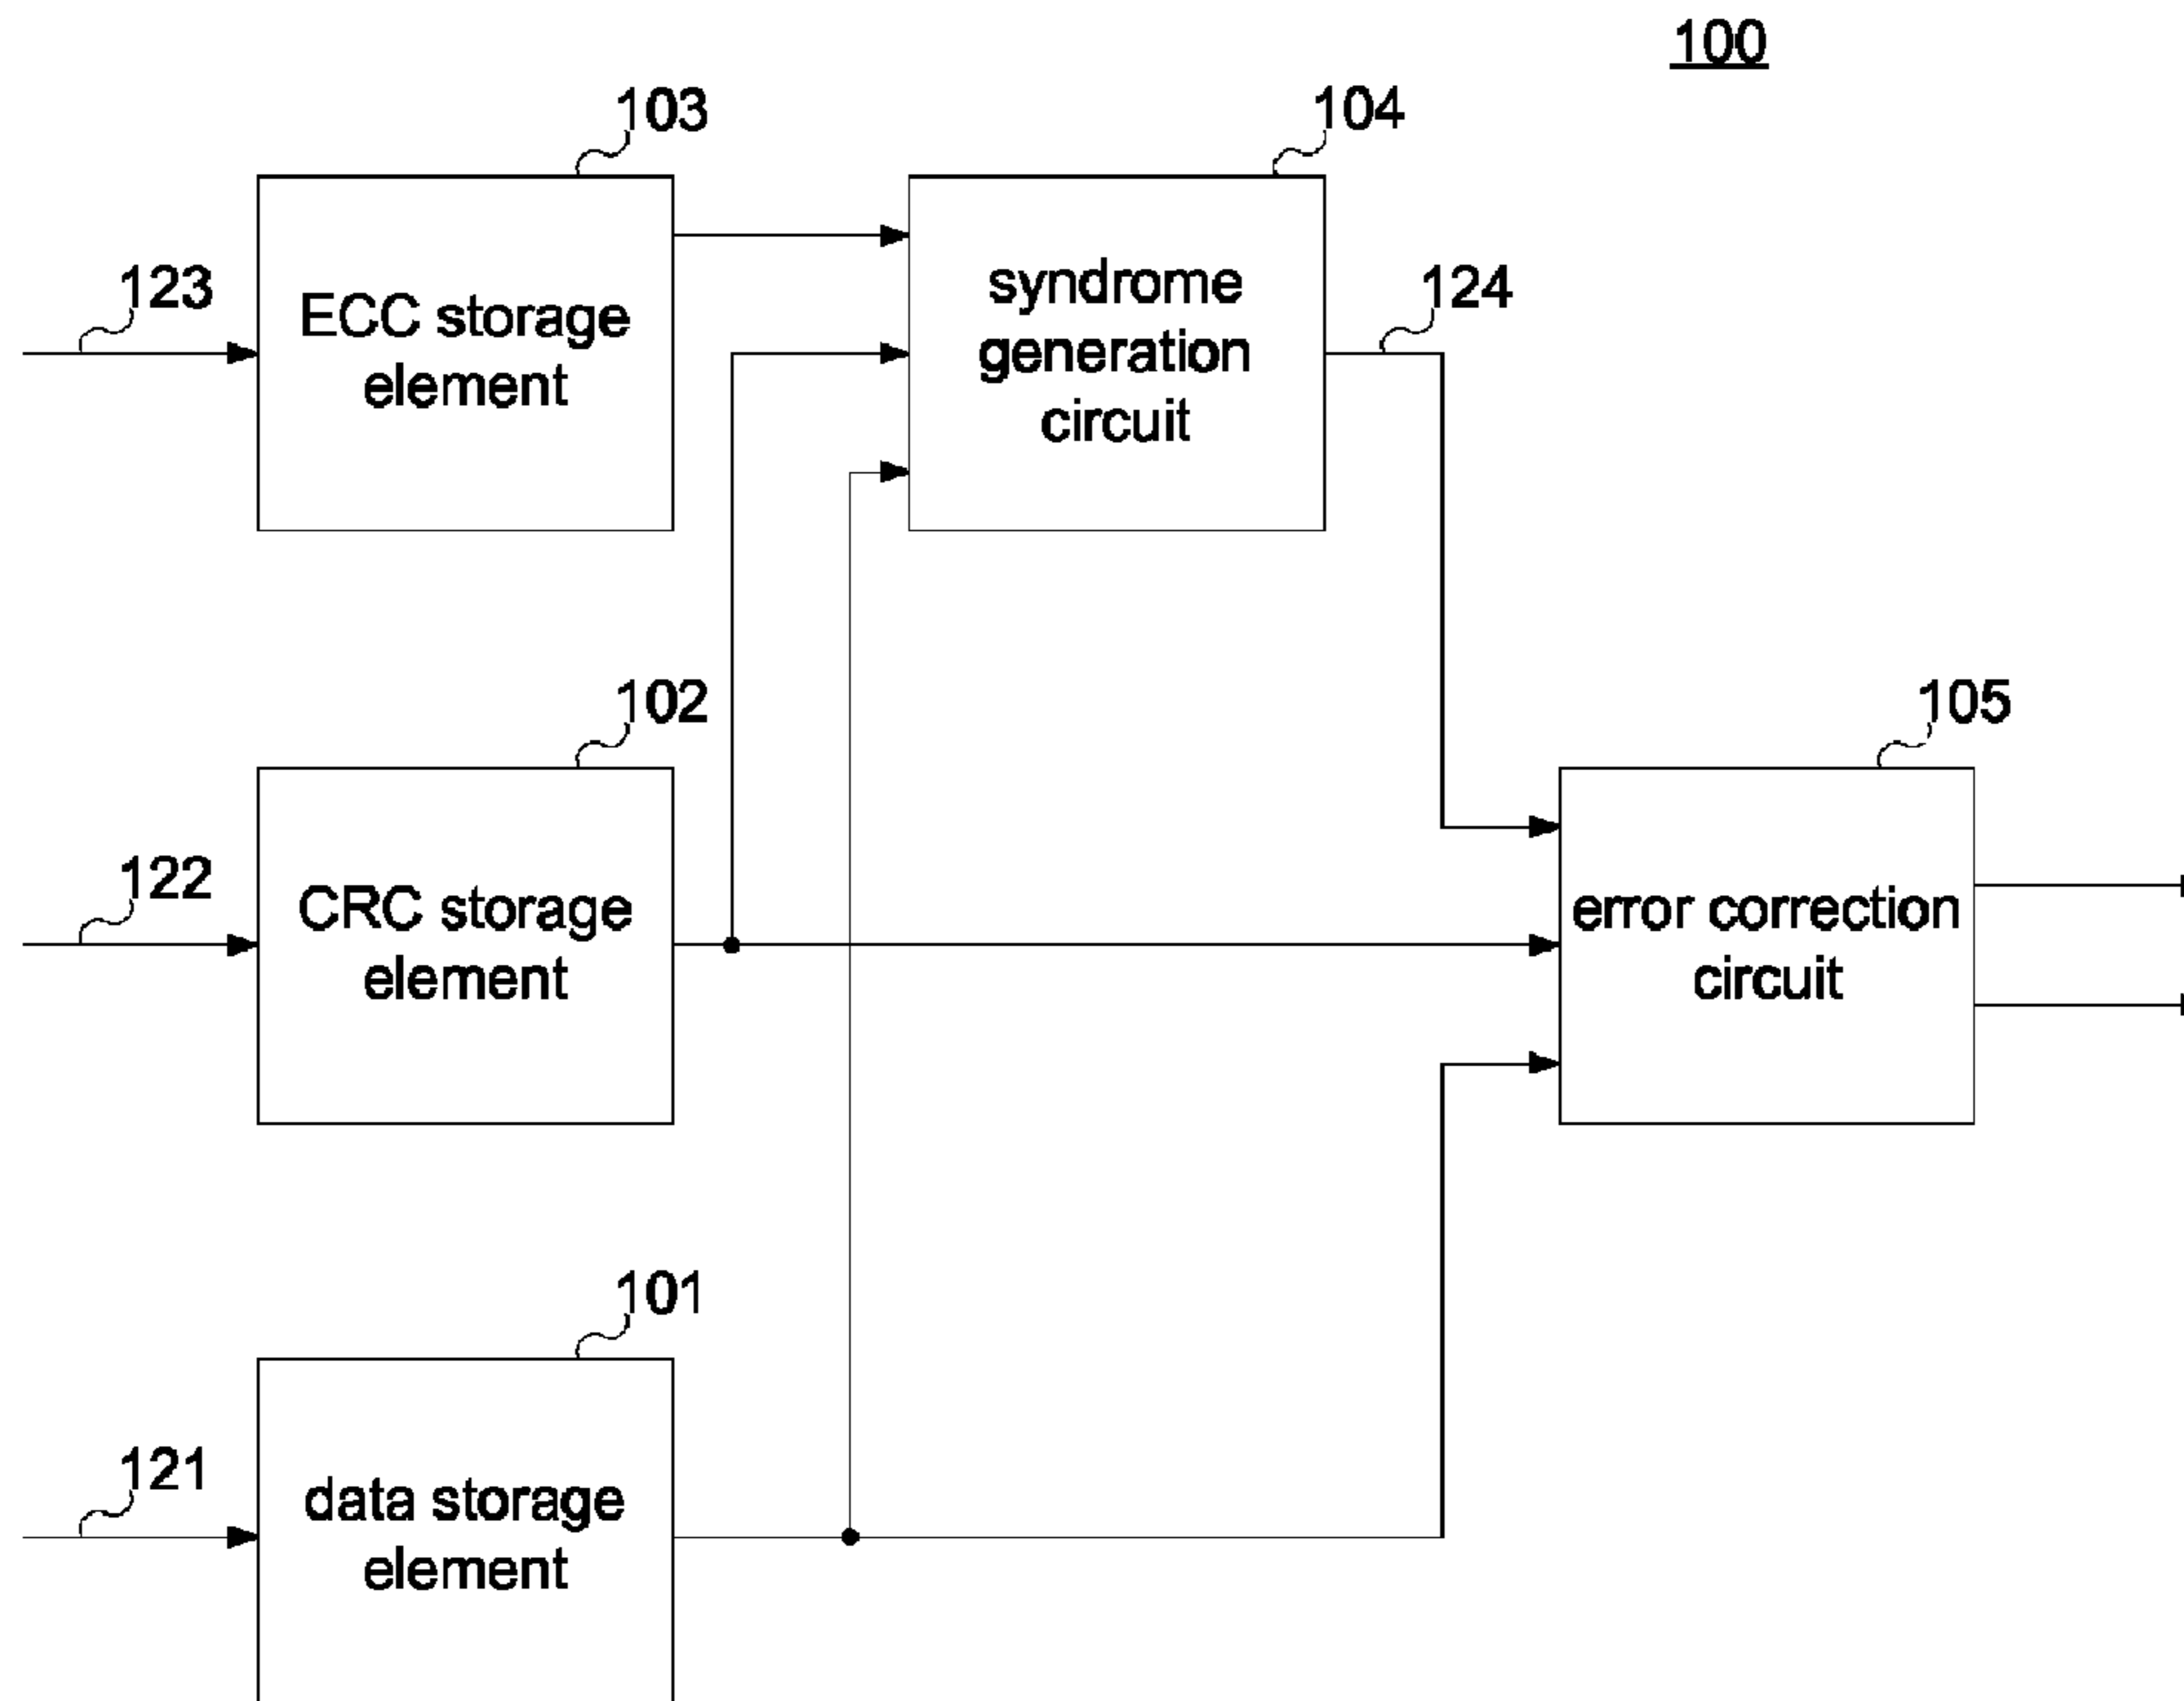 100
103
104
123
ECC storage
element
syndrome
generation
circuit
124
102
105
122
CRC storage
element
error correction
circuit
101
121
data storage
element